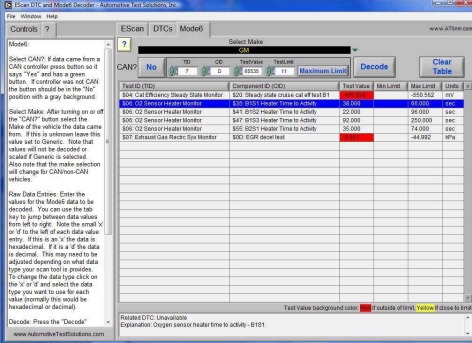 EScan DTC and Mode6 Decoder - Automotive Test Solutions, Inc.
File Window Help
Controls ?
EScan DTCs Mode6
www.ATSnm.com
Mode6:
Select CAN?: If data came from a
CAN controller press button so it
says "Yes" and has a green
button. If controller was not CAN
the button should be in the "No"
position with a gray background.
Select Make: After turning on or off
the "CAN?" button select the
Make of the vehicle the data came
from. If this is unknown leave this
value set to Generic. Note that
values will not be decoded or
scaled if Generic is selected.
Also note that the make selection
will change for CAN/non-CAN
vehicles.
Raw Data Entries: Enter the
values for the Mode6 data to be
decoded. You can use the tab
key to jump between data values
from left to right. Note the small 'x'
or 'd' to the left of each data value
entry. If this is an 'x' the data is
hexadecimal. If it is a 'd' the data
is decimal. This may need to be
adjusted depending on what data
type your scan tool is provides.
To change the data type click on
the 'x' or 'd' and select the data
type you want to use for each
value (normally this would be
hexadecimal or decimal).
Decode: Press the "Decode"
www.AutomotiveTestSolutions.com
?
Select Make
GM
CAN? No
TID CID TestValue TestLimit
7 D 65535 11
Maximum Limit
Decode
Clear
Table
Test ID (TID) Component ID (CID) Test Value Min Limit Max Limit Units
$04: Cat Efficiency Steady State Monitor $20: Steady state cruise cat eff test B1 -550.562 mV
$06: O2 Sensor Heater Monitor $35: B1S1 Heater Time to Activity 38.000 66.000 sec
$06: O2 Sensor Heater Monitor $41: B1S2 Heater Time to Activity 22.000 96.000 sec
$06: O2 Sensor Heater Monitor $47: B1S3 Heater Time to Activity 92.000 250.000 sec
$06: O2 Sensor Heater Monitor $55: B2S1 Heater Time to Activity 35.000 74.000 sec
$07: Exhaust Gas Recirc Sys Monitor $0D: EGR decel test -44.992 kPa
Test Value background color: Red if outside of limit, Yellow if close to limit
Related DTC: Unavailable
Explanation: Oxygen sensor heater time to activity - B1S1